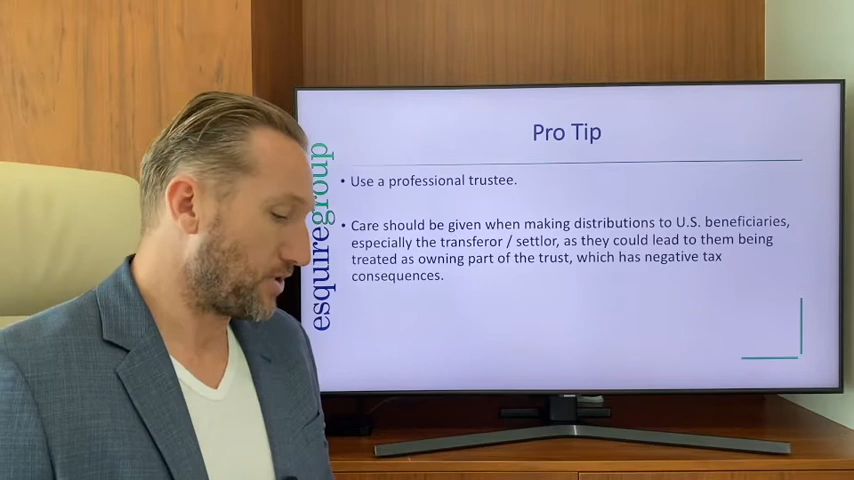 Pro Tip
• Use a professional trustee.
• Care should be given when making distributions to U.S. beneficiaries,
especially the transferor / settlor, as they could lead to them being
treated as owning part of the trust, which has negative tax
consequences.
esquiregroup